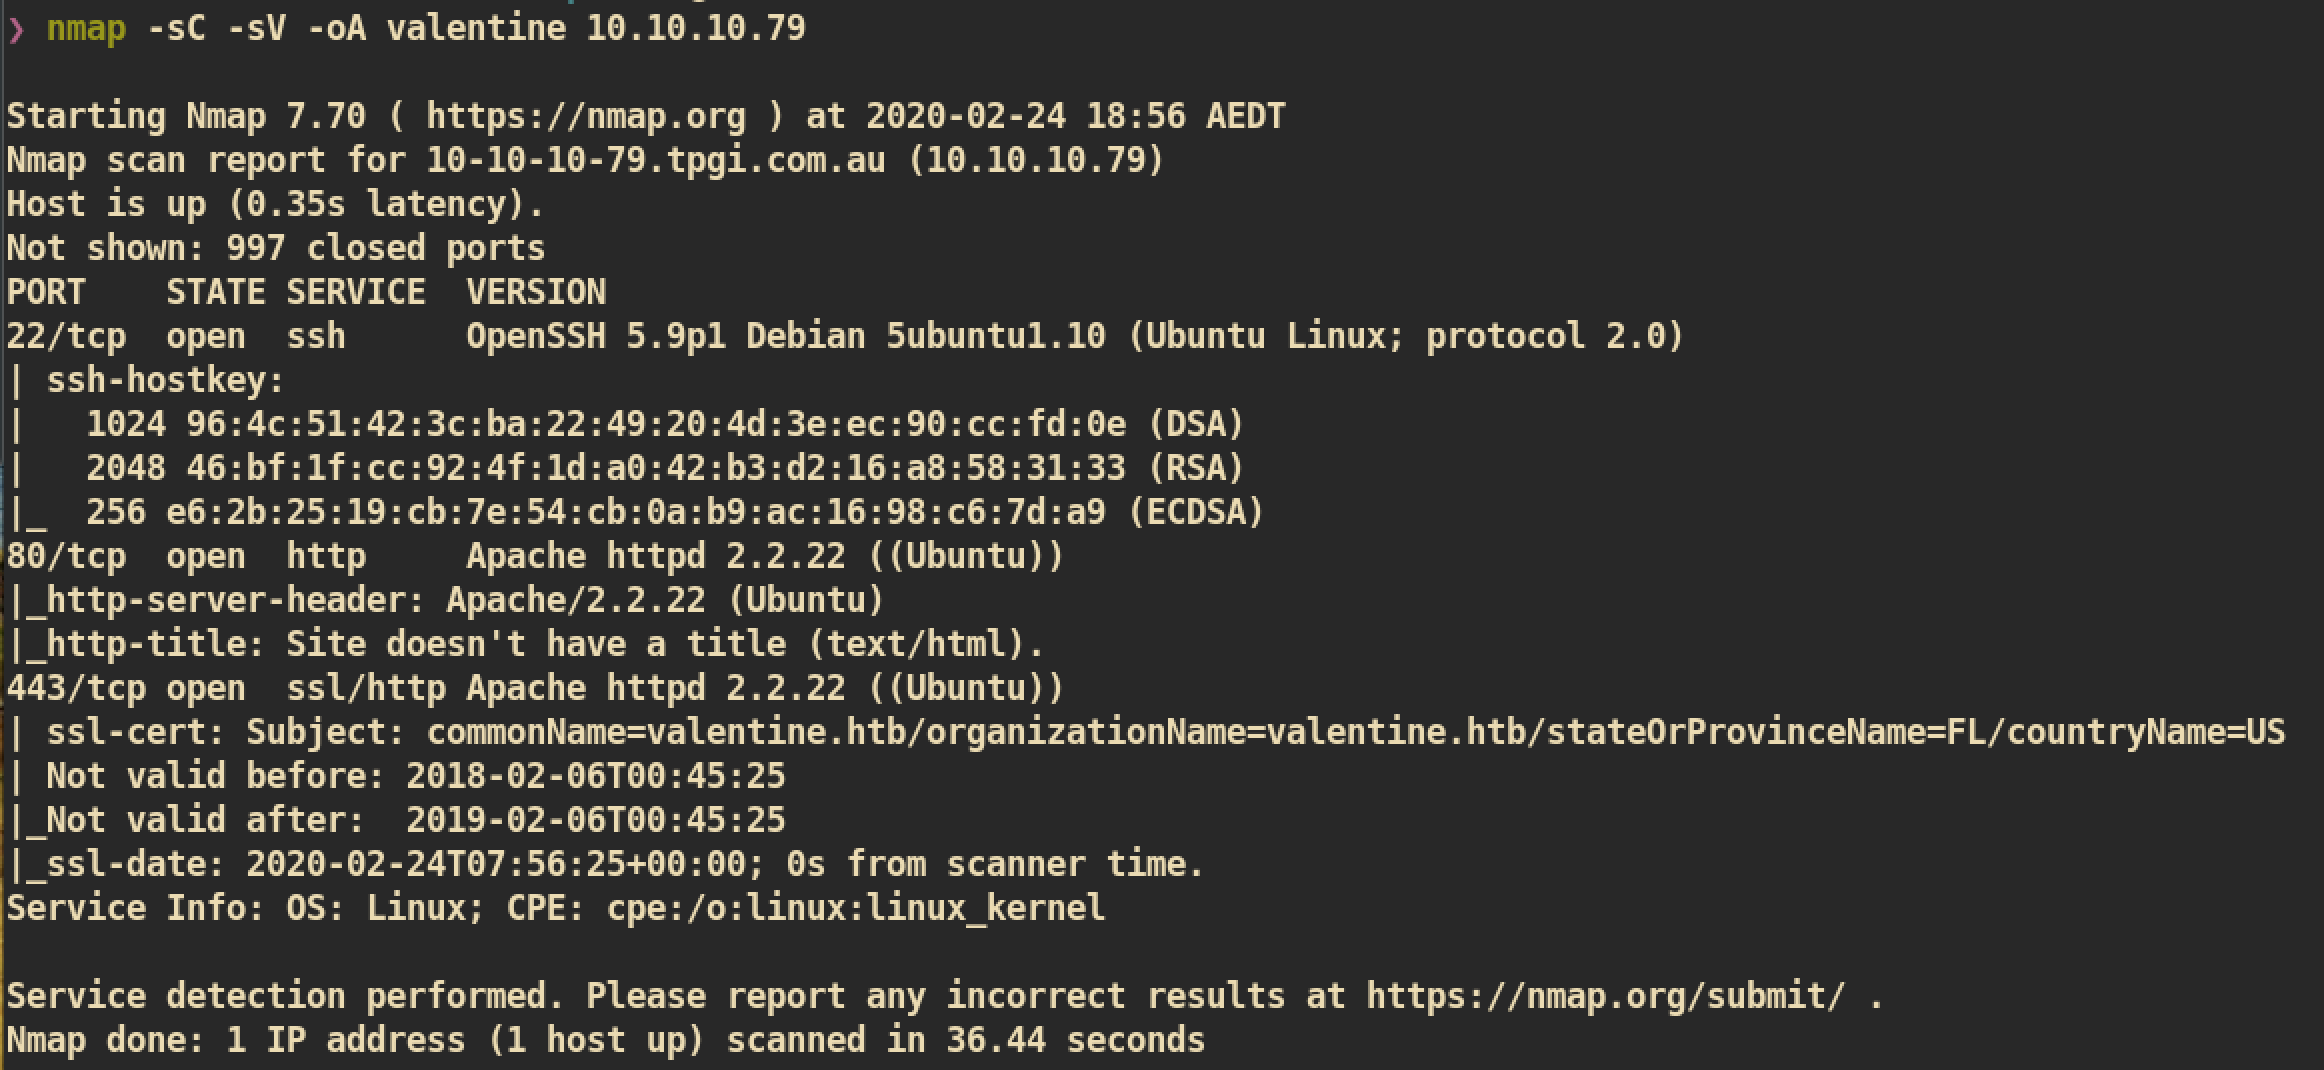 ❯ nmap -sC -sV -oA valentine 10.10.10.79
Starting Nmap 7.70 ( https://nmap.org ) at 2020-02-24 18:56 AEDT
Nmap scan report for 10-10-10-79.tpgi.com.au (10.10.10.79)
Host is up (0.35s latency).
Not shown: 997 closed ports
PORT    STATE SERVICE  VERSION
22/tcp  open  ssh      OpenSSH 5.9p1 Debian 5ubuntu1.10 (Ubuntu Linux; protocol 2.0)
| ssh-hostkey:
|   1024 96:4c:51:42:3c:ba:22:49:20:4d:3e:ec:90:cc:fd:0e (DSA)
|   2048 46:bf:1f:cc:92:4f:1d:a0:42:b3:d2:16:a8:58:31:33 (RSA)
|_  256 e6:2b:25:19:cb:7e:54:cb:0a:b9:ac:16:98:c6:7d:a9 (ECDSA)
80/tcp  open  http     Apache httpd 2.2.22 ((Ubuntu))
|_http-server-header: Apache/2.2.22 (Ubuntu)
|_http-title: Site doesn't have a title (text/html).
443/tcp open  ssl/http Apache httpd 2.2.22 ((Ubuntu))
| ssl-cert: Subject: commonName=valentine.htb/organizationName=valentine.htb/stateOrProvinceName=FL/countryName=US
| Not valid before: 2018-02-06T00:45:25
|_Not valid after:  2019-02-06T00:45:25
|_ssl-date: 2020-02-24T07:56:25+00:00; 0s from scanner time.
Service Info: OS: Linux; CPE: cpe:/o:linux:linux_kernel
Service detection performed. Please report any incorrect results at https://nmap.org/submit/ .
Nmap done: 1 IP address (1 host up) scanned in 36.44 seconds